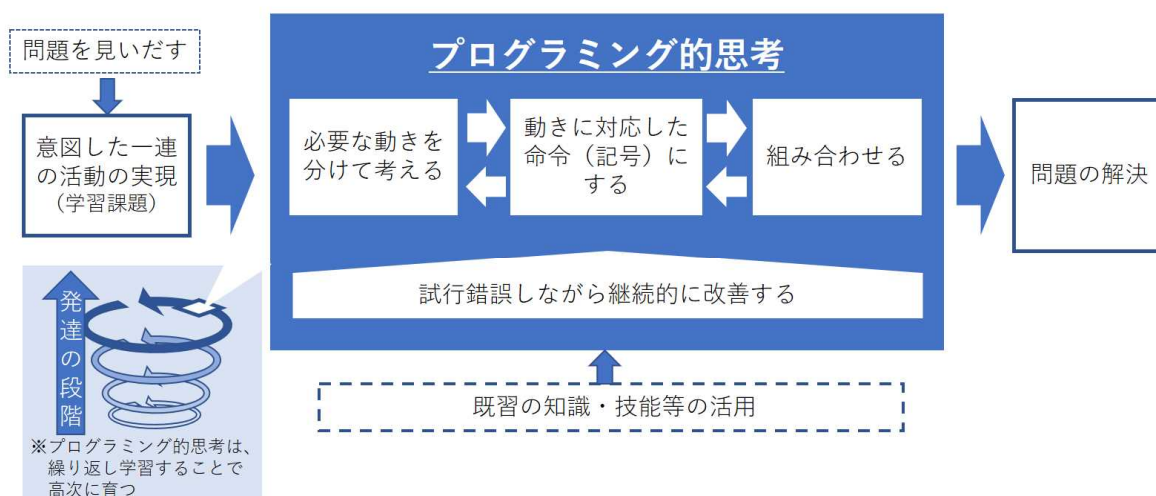 問題を見いだす
意図した一連
の活動の実現
(学習課題)
プログラミング的思考
必要な動きを
分けて考える
動きに対応した
命令(記号)に
する
組み合わせる
試行錯誤しながら継続的に改善する
問題の解決
既習の知識・技能等の活用
発達の段階
※プログラミング的思考は、
繰り返し学習することで
高次に育つ